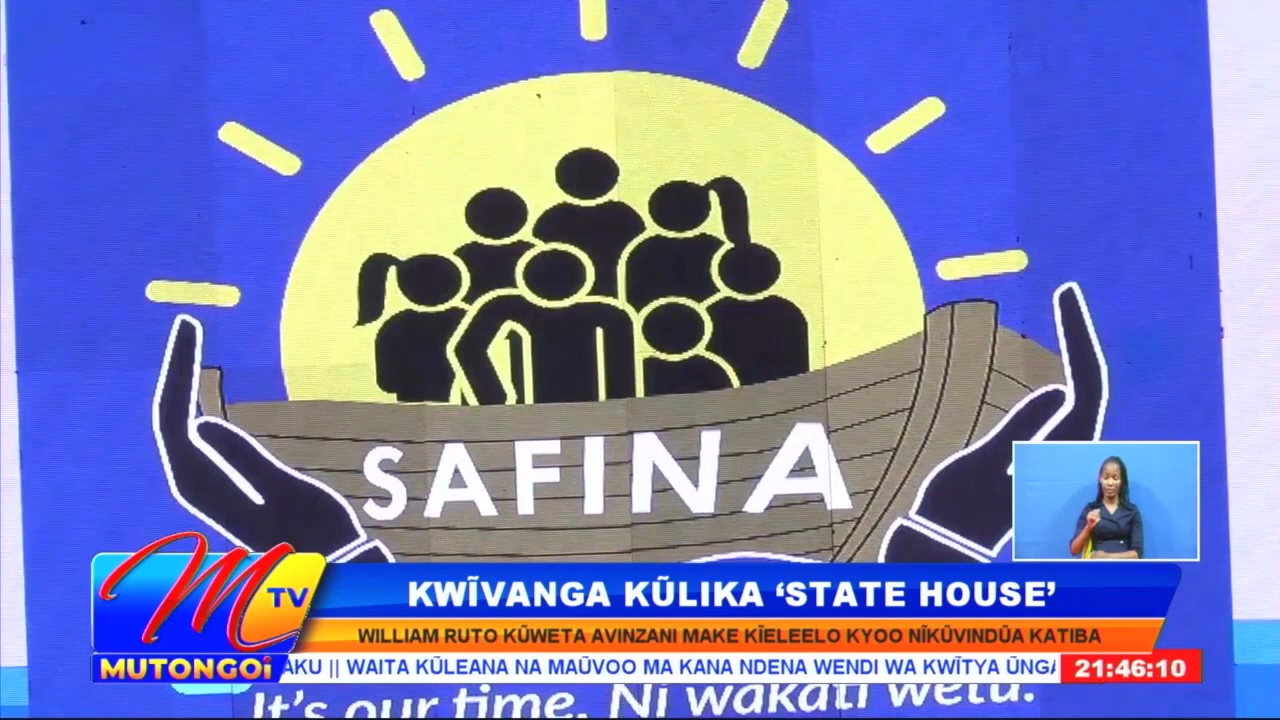 SAFINA
M TV
MUTONGOi
KWĨVANGA KŨLIKA ‘STATE HOUSE’
WILLIAM RUTO KŨWETA AVINZANI MAKE KĨELEELO KYOO NĨKŨVINDŨA KATIBA
AKU || WAITA KŨLEANA NA MAŨVOO MA KANA NDENA WENDI WA KWĨTYA ŨNGA
21:46:10
It's our time. Ni wakati wetu.